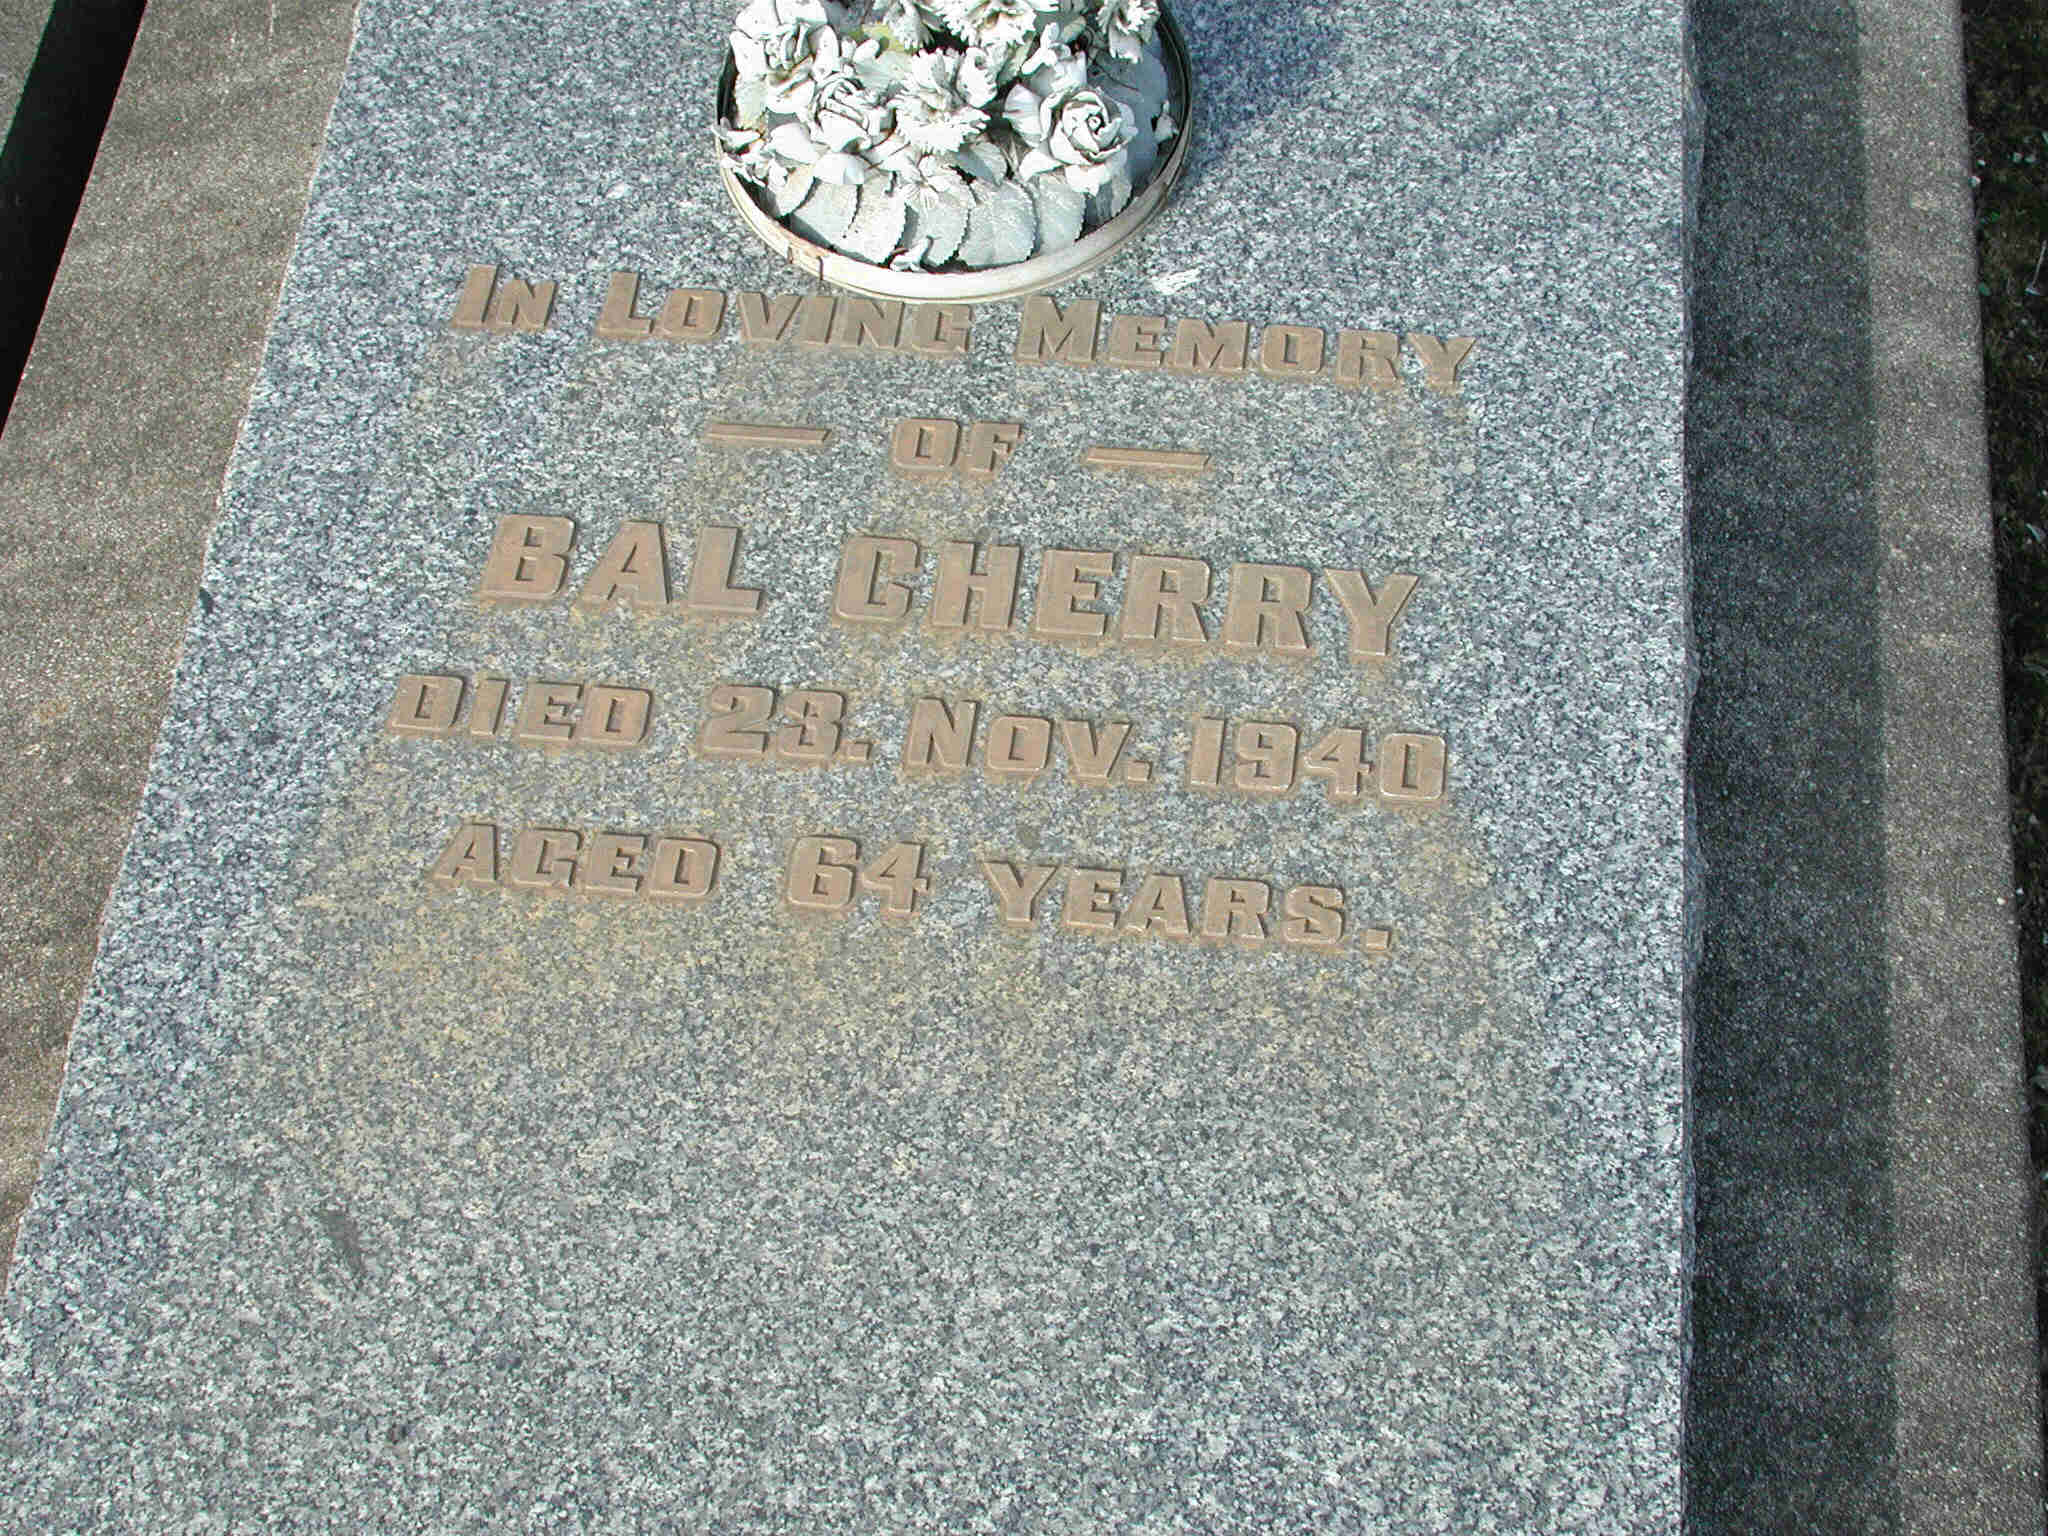 In Loving Memory
— OF —
BAL CHERRY
DIED 23. Nov. 1940
AGED 64 YEARS.